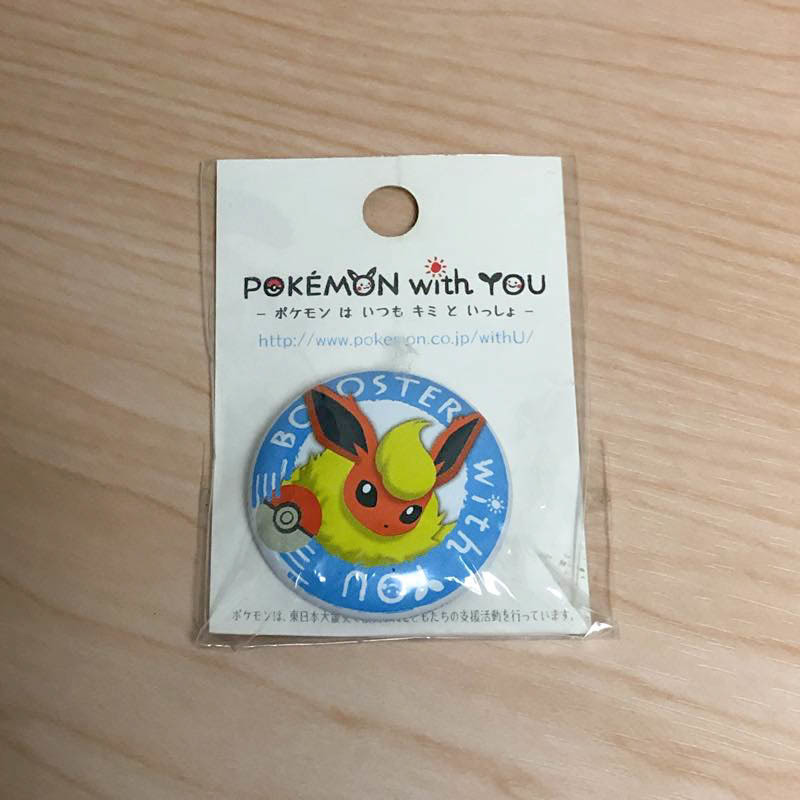 POKÉMON with YOU
– ポケモン は いつも キミ と いっしょ –
http://www.pokemon.co.jp/withU/
BOOSTER with YOU
ポケモンは、東日本大震災 どもたちの支援活動を行っています。